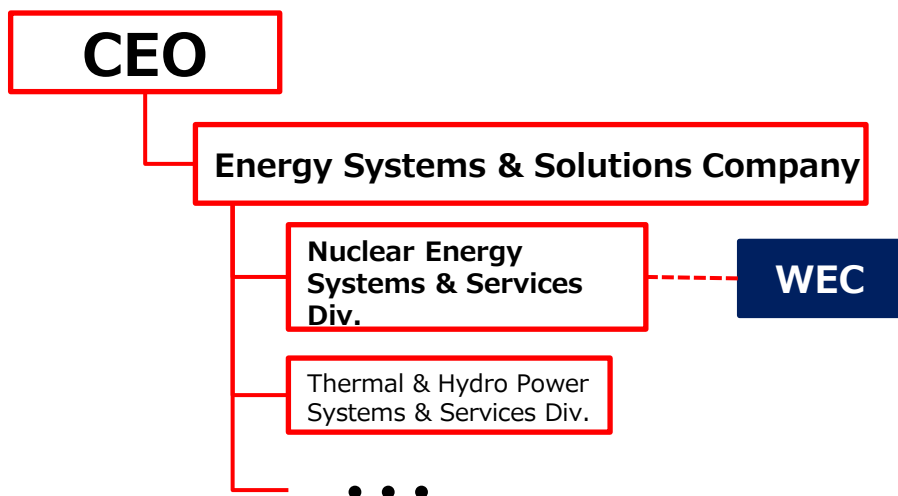 CEO
Energy Systems & Solutions Company
Nuclear Energy
Systems & Services
Div.
WEC
Thermal & Hydro Power
Systems & Services Div.
• • •